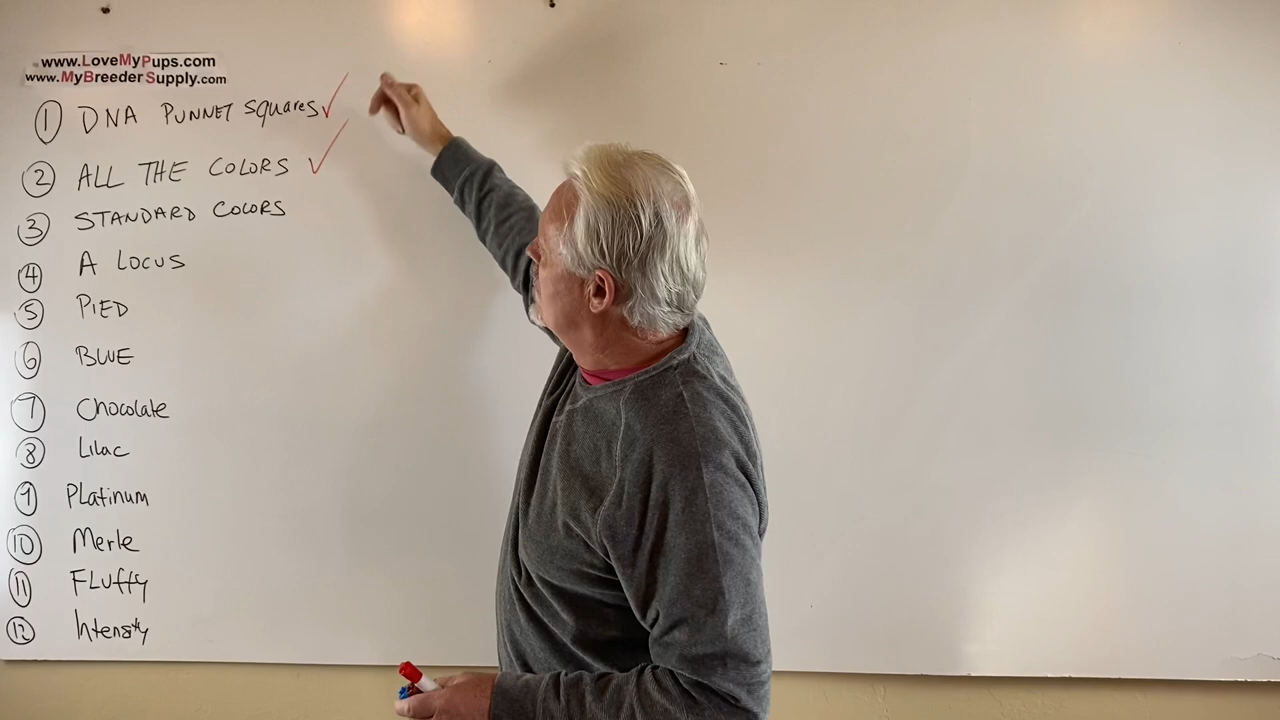 www.LoveMyPups.com
www.MyBreederSupply.com
1 DNA PUNNET Squares ✓
2 ALL THE COLORS ✓
3 STANDARD COLORS
4 A LOCUS
5 PIED
6 BLUE
7 Chocolate
8 Lilac
9 Platinum
10 Merle
11 FLuffy
12 Intensity